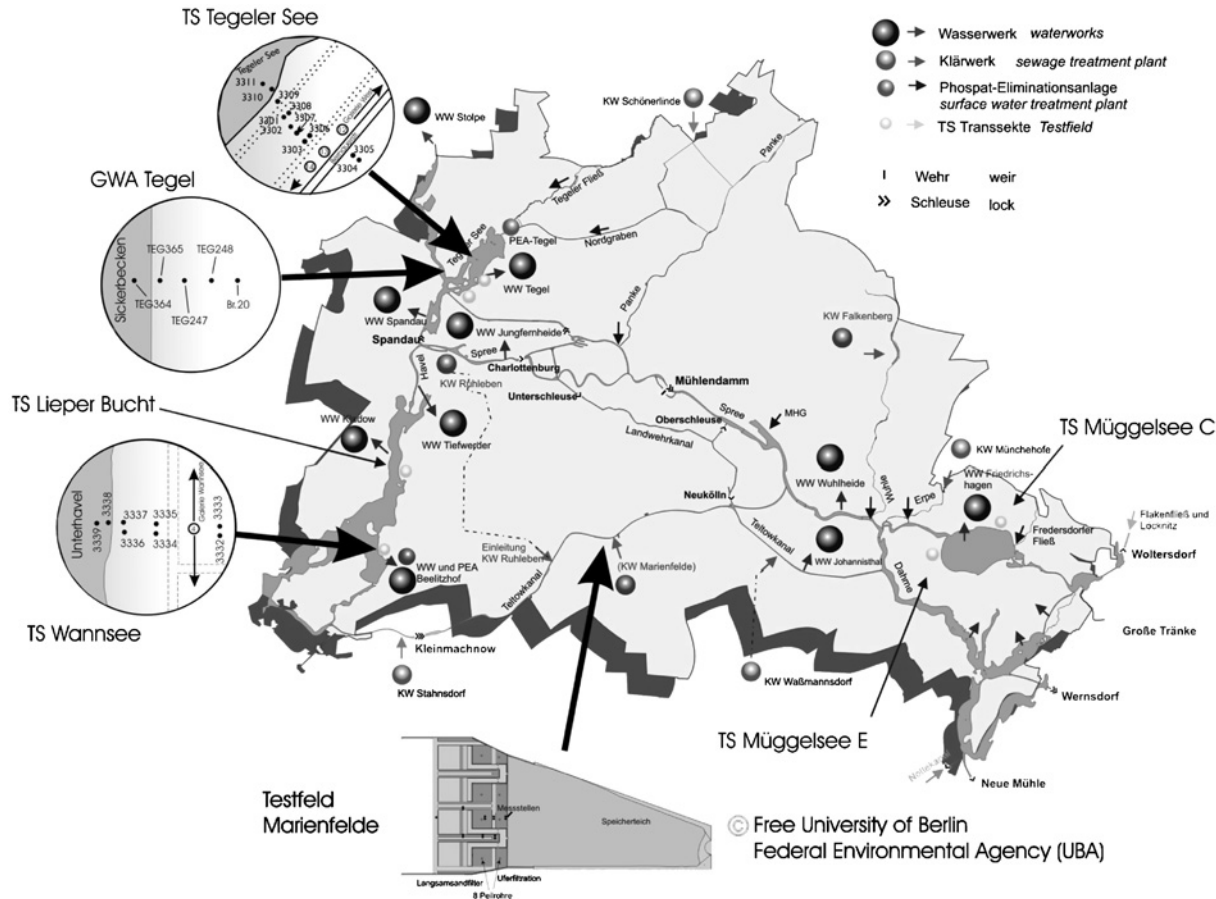 TS Tegeler See
Tegeler See
3311
3310
3309
3308
3301
3307
3302
3306
3303
3305
3304
GWA Tegel
Sickerbecken
TEG365
TEG248
TEG364
TEG247
Br.20
TS Lieper Bucht
Unterhavel
3339
3338
3337
3335
3336
3334
Galerie Wannsee
4
3333
3332
TS Wannsee
Wasserwerk waterworks
Klärwerk sewage treatment plant
Phospat-Eliminationsanlage
surface water treatment plant
TS Transsekte Testfield
Wehr weir
Schleuse lock
WW Stolpe
KW Schönerlinde
Panke
Tegeler Fließ
Nordgraben
PEA-Tegel
Tegeler See
WW Tegel
WW Spandau
Spandau
WW Jungfernheide
Spree
Charlottenburg
Panke
KW Falkenberg
Havel
KW Ruhleben
Unterschleuse
Mühlendamm
Spree
MHG
Oberschleuse
Landwehrkanal
WW Kladow
WW Tiefwerder
TS Müggelsee C
KW Münchehofe
WW Friedrichs-
hagen
WW Wuhlheide
Wuhle
Erpe
Neukölln
Fredersdorfer
Fließ
Flakenfließ und
Löcknitz
Woltersdorf
Teltowkanal
WW Johannisthal
Dahme
Einleitung
KW Ruhleben
Teltowkanal
(KW Marienfelde)
WW und PEA
Beelitzhof
Große Tränke
Kleinmachnow
KW Stahnsdorf
KW Waßmannsdorf
Wernsdorf
TS Müggelsee E
Neue Mühle
Testfeld
Marienfelde
Messstellen
Speicherteich
Langsamsandfilter
Uferfiltration
8 Peilrohre
© Free University of Berlin
Federal Environmental Agency (UBA)